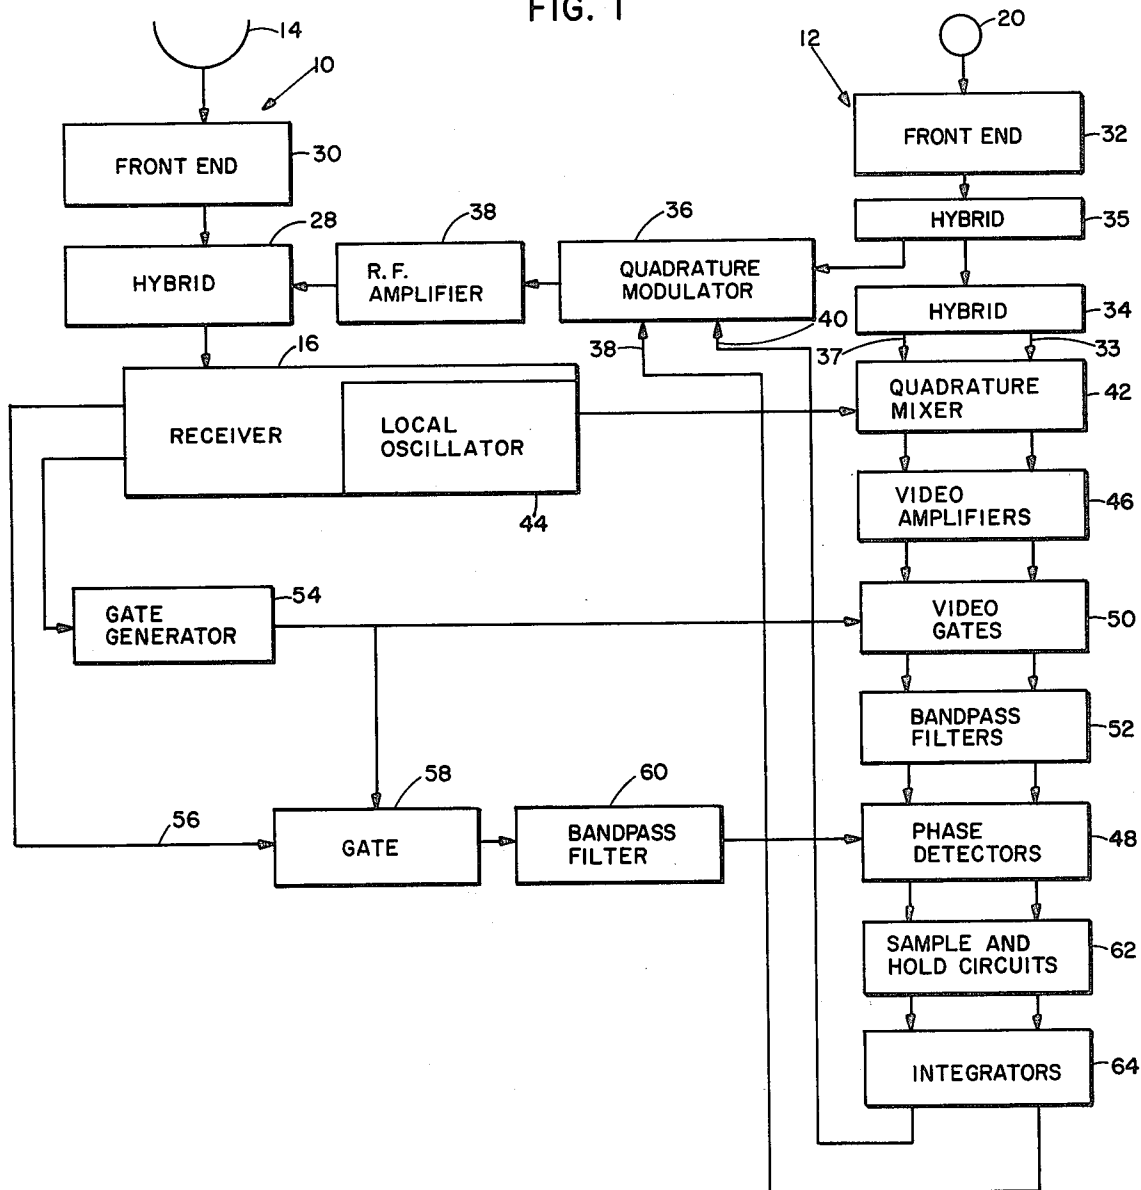 FIG. 1
14
10
12
20
FRONT END
30
FRONT END
32
HYBRID
28
R.F.
AMPLIFIER
38
QUADRATURE
MODULATOR
36
HYBRID
35
HYBRID
34
38
40
37
33
16
RECEIVER
LOCAL
OSCILLATOR
44
QUADRATURE
MIXER
42
VIDEO
AMPLIFIERS
46
GATE
GENERATOR
54
VIDEO
GATES
50
BANDPASS
FILTERS
52
56
GATE
58
BANDPASS
FILTER
60
PHASE
DETECTORS
48
SAMPLE AND
HOLD CIRCUITS
62
INTEGRATORS
64